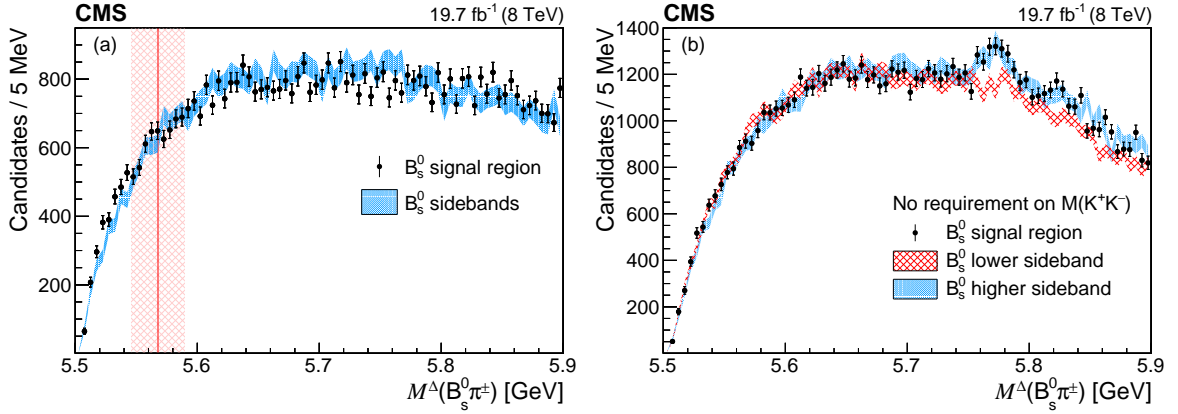 CMS 19.7 fb⁻¹ (8 TeV)
(a)
Candidates / 5 MeV
800
600
400
200
B⁰ₛ signal region
B⁰ₛ sidebands
5.5 5.6 5.7 5.8 5.9
M^Δ(B⁰ₛπ±) [GeV]
CMS 19.7 fb⁻¹ (8 TeV)
(b)
Candidates / 5 MeV
1400
1200
1000
800
600
400
200
No requirement on M(K⁺K⁻)
B⁰ₛ signal region
B⁰ₛ lower sideband
B⁰ₛ higher sideband
5.5 5.6 5.7 5.8 5.9
M^Δ(B⁰ₛπ±) [GeV]